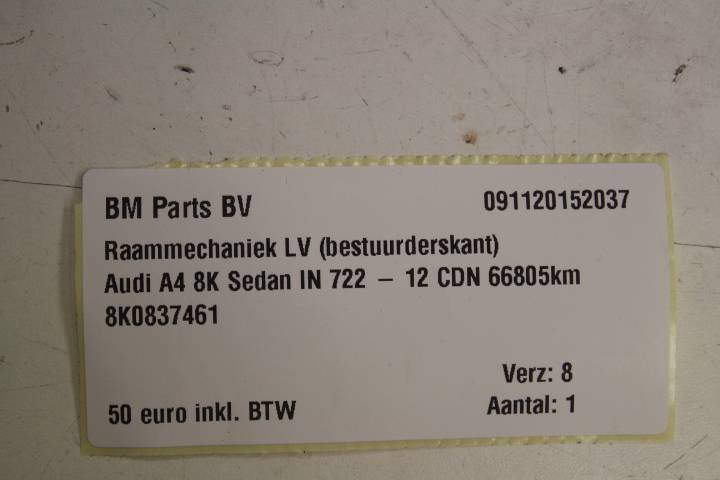 BM Parts BV 091120152037
Raammechaniek LV (bestuurderskant)
Audi A4 8K Sedan IN 722 – 12 CDN 66805km
8K0837461
Verz: 8
50 euro inkl. BTW Aantal: 1